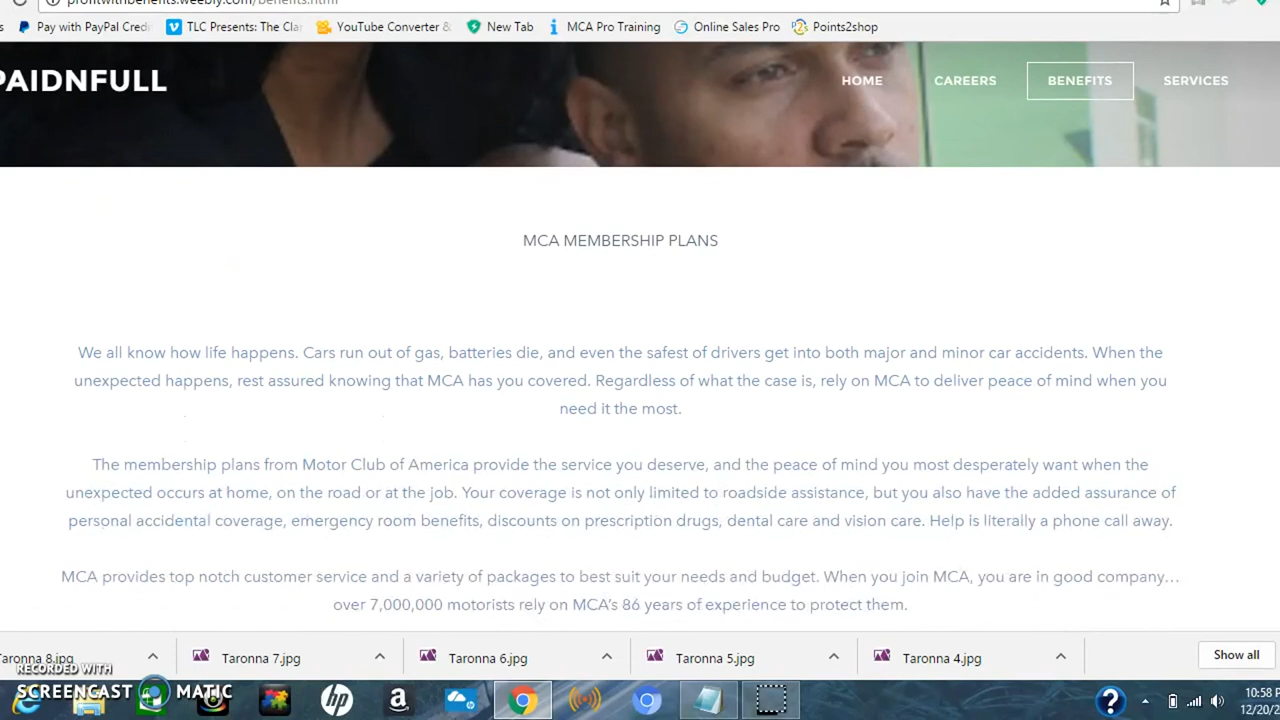 profitwithbenefits.weebly.com/benefits.html
Pay with PayPal Credi TLC Presents: The Clar YouTube Converter & New Tab MCA Pro Training Online Sales Pro Points2shop
PAIDNFULL
HOME CAREERS BENEFITS SERVICES
MCA MEMBERSHIP PLANS
We all know how life happens. Cars run out of gas, batteries die, and even the safest of drivers get into both major and minor car accidents. When the
unexpected happens, rest assured knowing that MCA has you covered. Regardless of what the case is, rely on MCA to deliver peace of mind when you
need it the most.
The membership plans from Motor Club of America provide the service you deserve, and the peace of mind you most desperately want when the
unexpected occurs at home, on the road or at the job. Your coverage is not only limited to roadside assistance, but you also have the added assurance of
personal accidental coverage, emergency room benefits, discounts on prescription drugs, dental care and vision care. Help is literally a phone call away.
MCA provides top notch customer service and a variety of packages to best suit your needs and budget. When you join MCA, you are in good company…
over 7,000,000 motorists rely on MCA's 86 years of experience to protect them.
Taronna 8.jpg Taronna 7.jpg Taronna 6.jpg Taronna 5.jpg Taronna 4.jpg Show all
RECORDED WITH
SCREENCAST MATIC
10:58 P
12/20/2